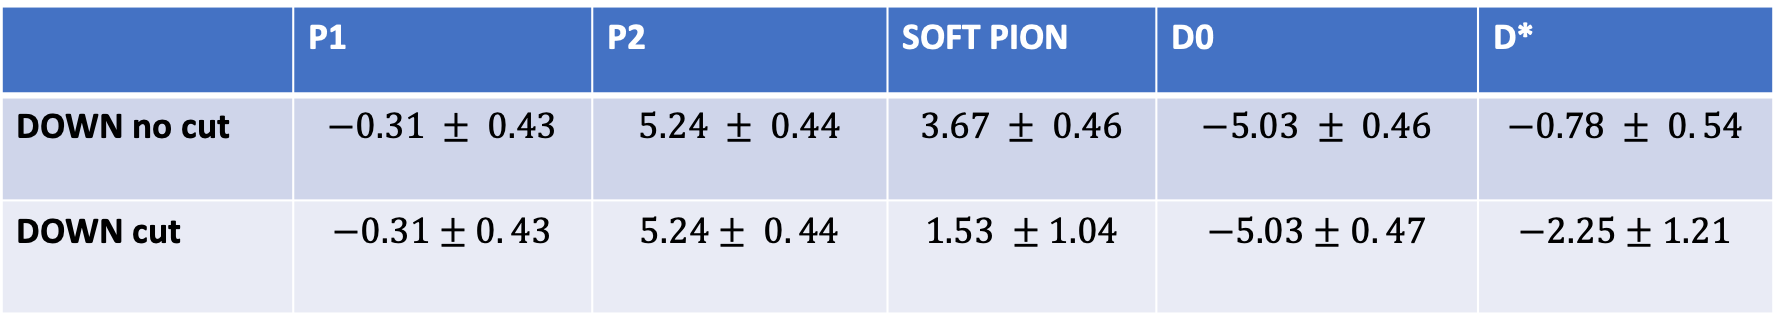 P1 P2 SOFT PION D0 D*
DOWN no cut −0.31 ± 0.43 5.24 ± 0.44 3.67 ± 0.46 −5.03 ± 0.46 −0.78 ± 0.54
DOWN cut −0.31 ± 0.43 5.24 ± 0.44 1.53 ± 1.04 −5.03 ± 0.47 −2.25 ± 1.21